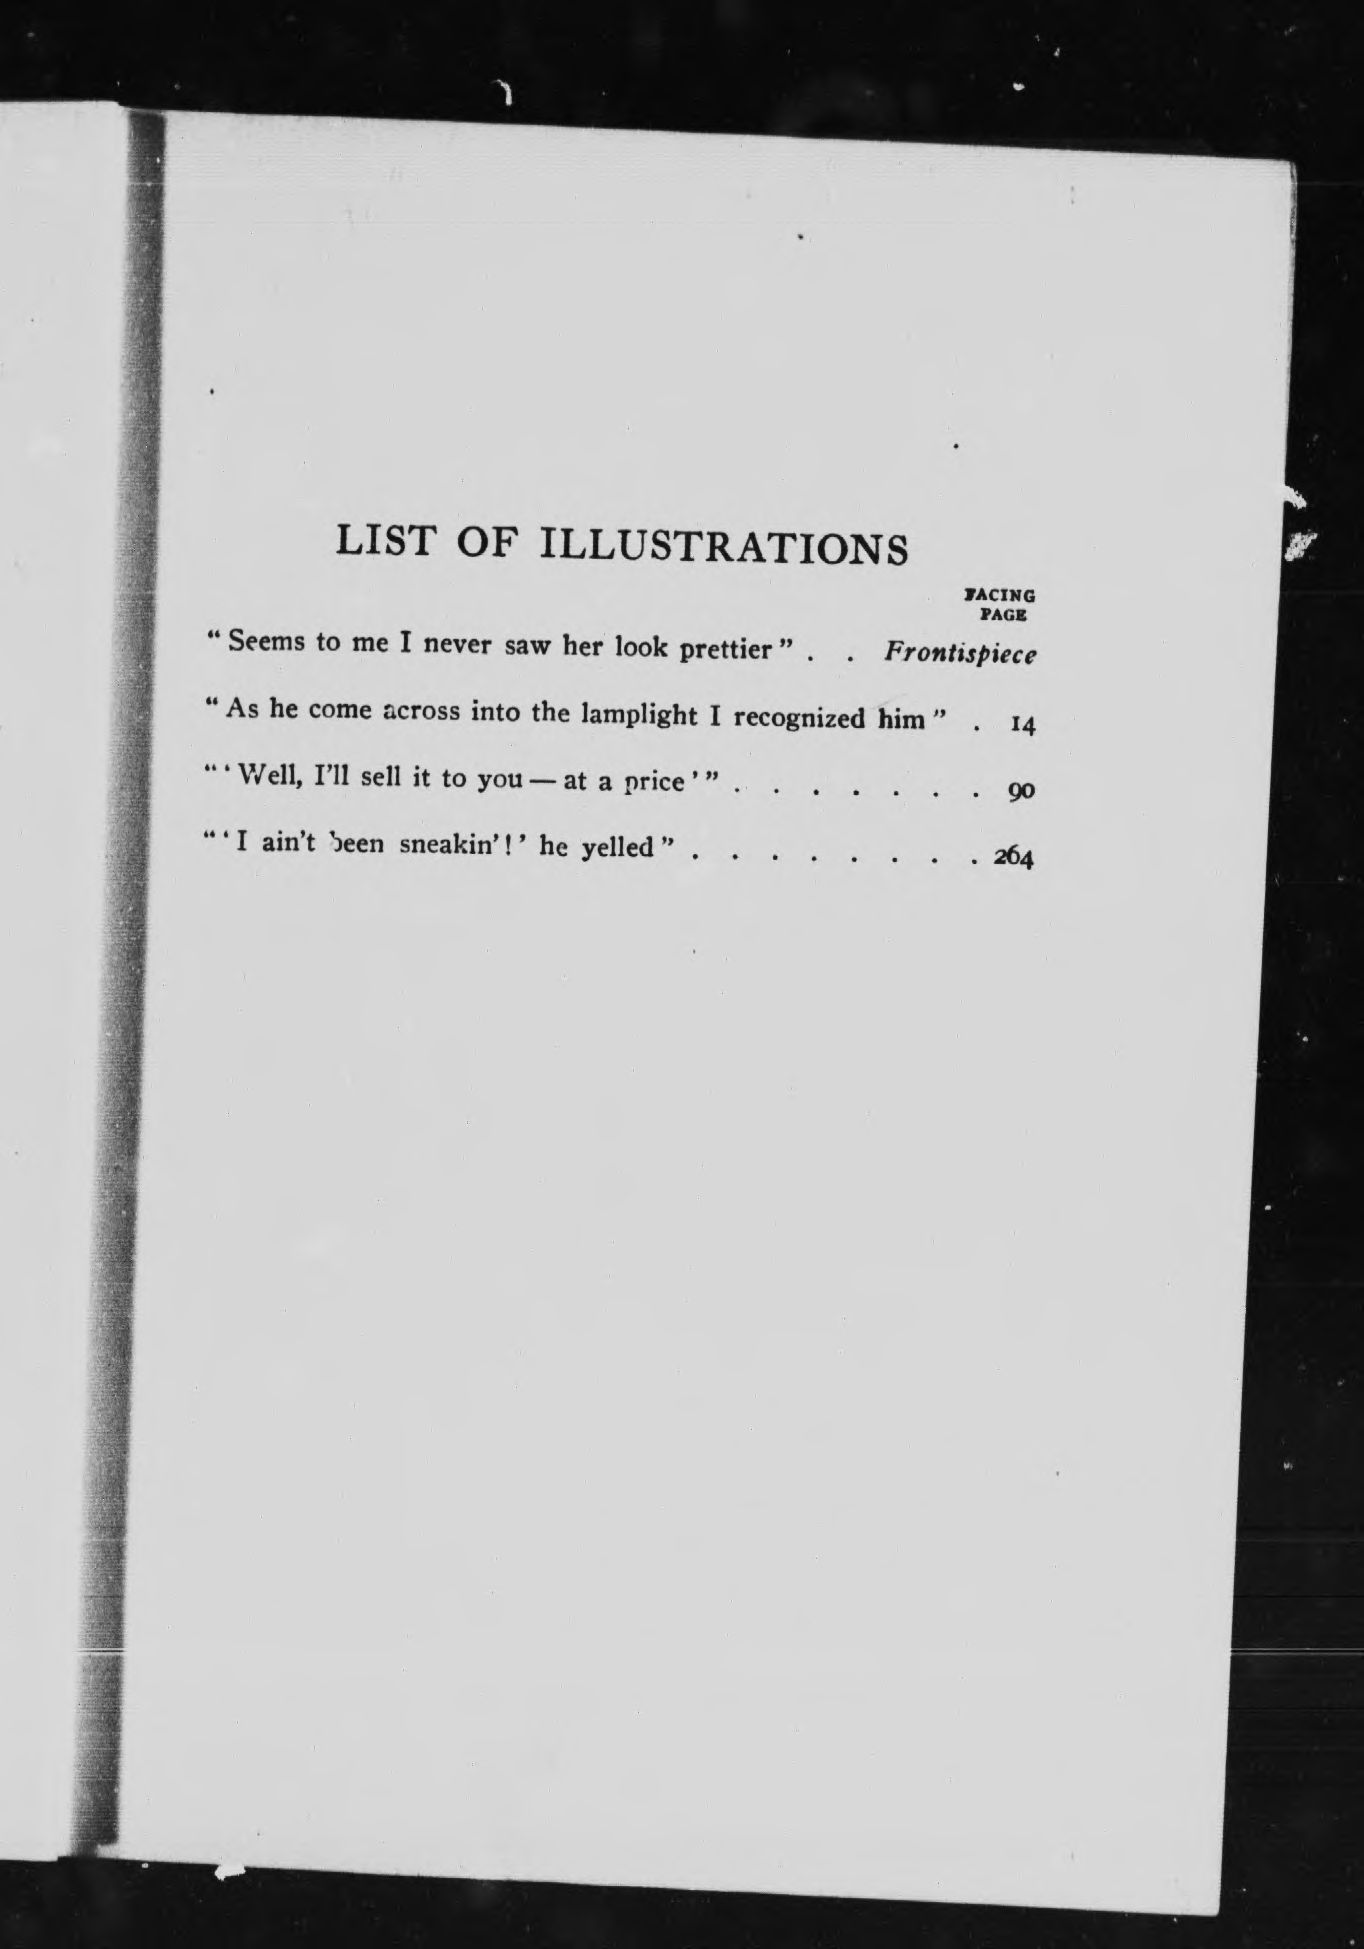 LIST OF ILLUSTRATIONS
FACING
PAGE
“Seems to me I never saw her look prettier” . . Frontispiece
“As he come across into the lamplight I recognized him” . 14
“‘Well, I'll sell it to you — at a price’” . . . . . . . 90
“‘I ain't been sneakin'!’ he yelled” . . . . . . . . 264